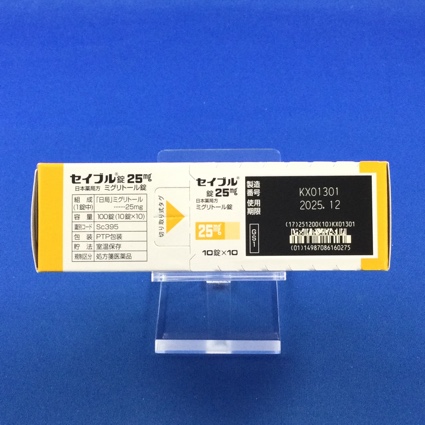 セイブル®錠25mg
日本薬局方 ミグリトール錠
組成 「日局」ミグリトール
(1錠中) ------25mg
容量 100錠(10錠×10)
識別コード Sc395
包装 PTP包装
貯法 室温保存
規制区分 処方箋医薬品
切り取り式タグ
セイブル®
錠25mg
日本薬局方
ミグリトール錠
25mg
10錠×10
製造番号 KX01301
使用期限 2025.12
(17)251200(10)KX01301
GS1
(01)14987086160275